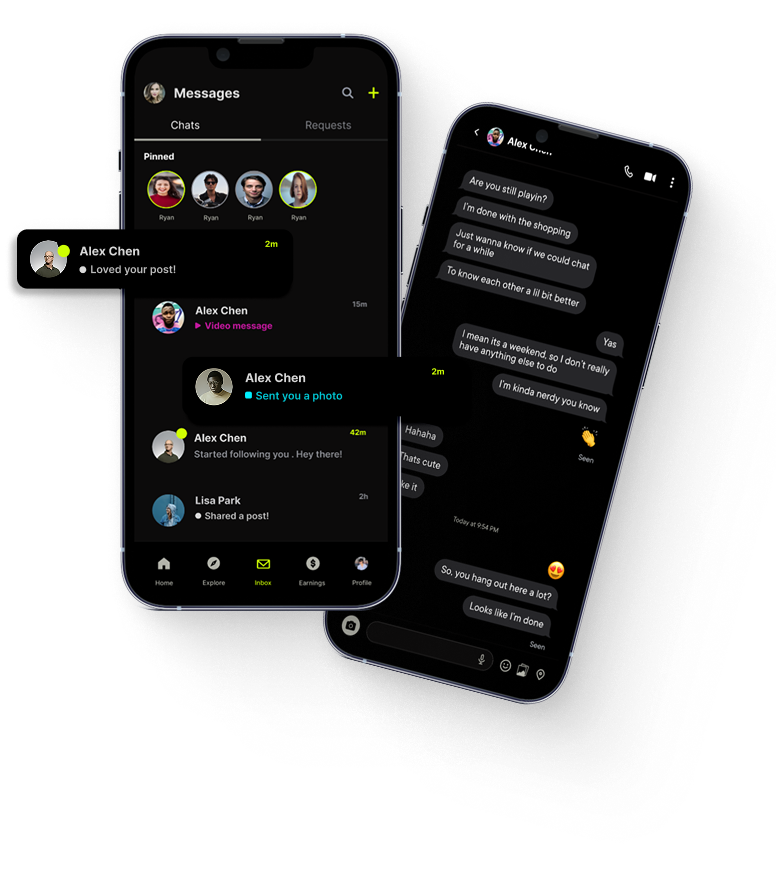 Messages
Chats
Requests
Pinned
Ryan
Ryan
Ryan
Ryan
Alex Chen
2m
Loved your post!
Alex Chen
15m
Video message
Alex Chen
2m
Sent you a photo
Alex Chen
42m
Started following you . Hey there!
Lisa Park
2h
Shared a post!
Home
Explore
Inbox
Earnings
Profile
Alex Chen
Are you still playin?
I'm done with the shopping
Just wanna know if we could chat
for a while
To know each other a lil bit better
Yas
I mean its a weekend, so I don't really
have anything else to do
I'm kinda nerdy you know
👏
Seen
Hahaha
Thats cute
ke it
Today at 9:54 PM
😍
So, you hang out here a lot?
Looks like I'm done
Seen